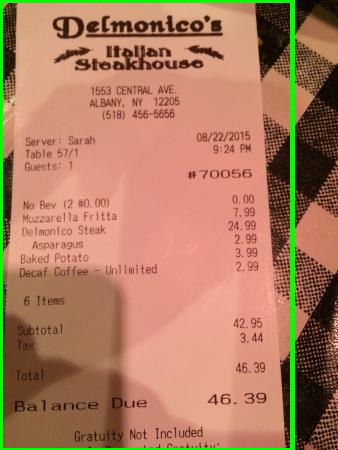 Delmonico's
Italian
Steakhouse
1553 CENTRAL AVE.
ALBANY, NY 12205
(518) 456-5656
Server: Sarah 08/22/2015
Table 57/1 9:24 PM
Guests: 1
#70056
No Bev (2 @0.00) 0.00
Mozzarella Fritta 7.99
Delmonico Steak 24.99
Asparagus 2.99
Baked Potato 3.99
Decaf Coffee - Unlimited 2.99
6 Items
Subtotal 42.95
Tax 3.44
Total 46.39
Balance Due 46.39
Gratuity Not Included
Gratuity: